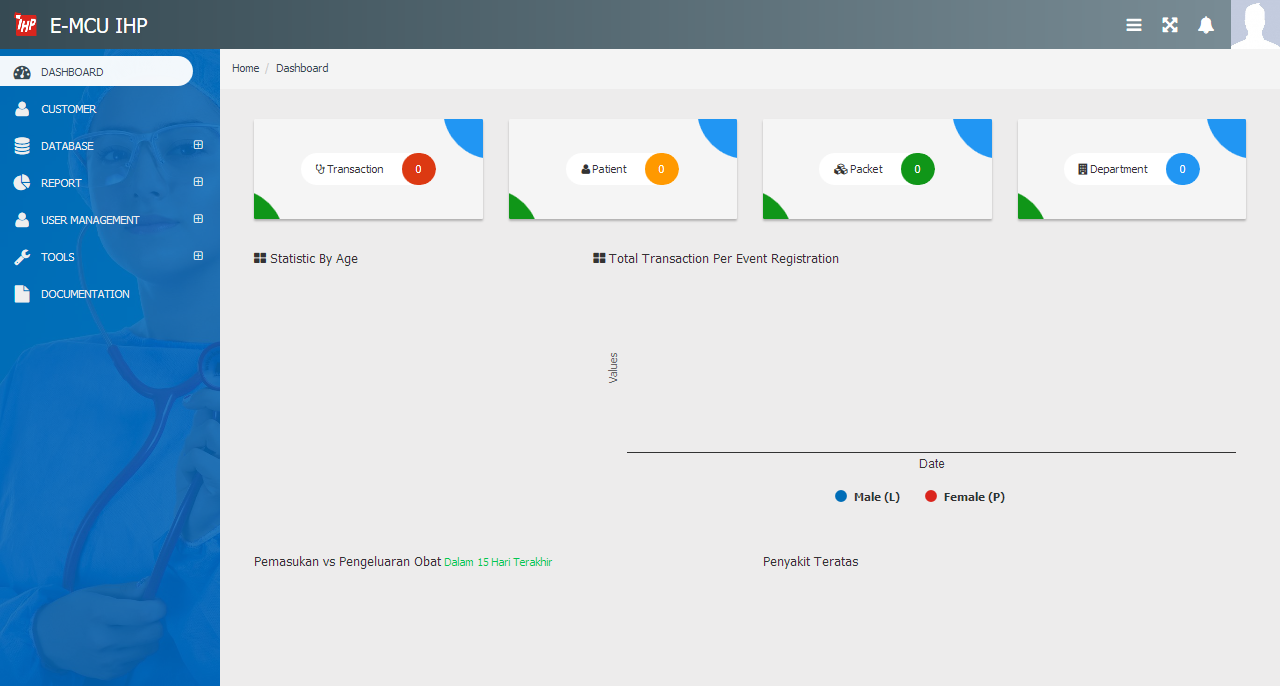 IHP E-MCU IHP
DASHBOARD
CUSTOMER
DATABASE
REPORT
USER MANAGEMENT
TOOLS
DOCUMENTATION
Home / Dashboard
Transaction 0
Patient 0
Packet 0
Department 0
Statistic By Age
Total Transaction Per Event Registration
Values
Date
Male (L) Female (P)
Pemasukan vs Pengeluaran Obat Dalam 15 Hari Terakhir
Penyakit Teratas